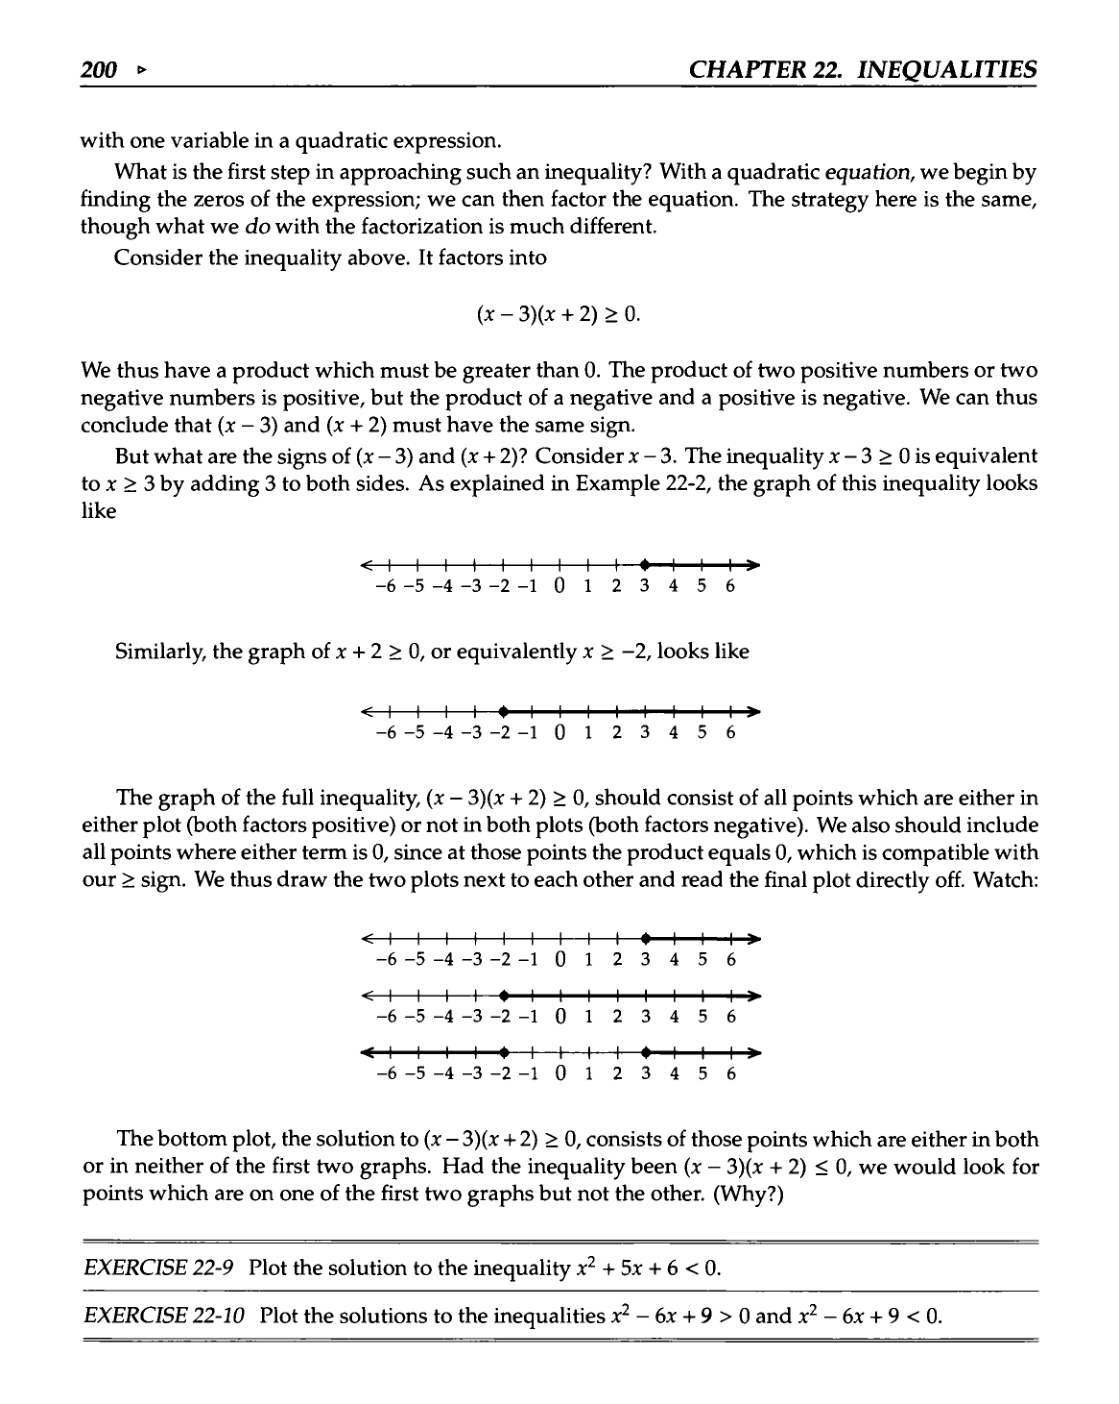 200 ▹ CHAPTER 22. INEQUALITIES
with one variable in a quadratic expression.
What is the first step in approaching such an inequality? With a quadratic equation, we begin by
finding the zeros of the expression; we can then factor the equation. The strategy here is the same,
though what we do with the factorization is much different.
Consider the inequality above. It factors into
(x − 3)(x + 2) ≥ 0.
We thus have a product which must be greater than 0. The product of two positive numbers or two
negative numbers is positive, but the product of a negative and a positive is negative. We can thus
conclude that (x − 3) and (x + 2) must have the same sign.
But what are the signs of (x − 3) and (x + 2)? Consider x − 3. The inequality x − 3 ≥ 0 is equivalent
to x ≥ 3 by adding 3 to both sides. As explained in Example 22-2, the graph of this inequality looks
like
−6 −5 −4 −3 −2 −1 0 1 2 3 4 5 6
Similarly, the graph of x + 2 ≥ 0, or equivalently x ≥ −2, looks like
−6 −5 −4 −3 −2 −1 0 1 2 3 4 5 6
The graph of the full inequality, (x − 3)(x + 2) ≥ 0, should consist of all points which are either in
either plot (both factors positive) or not in both plots (both factors negative). We also should include
all points where either term is 0, since at those points the product equals 0, which is compatible with
our ≥ sign. We thus draw the two plots next to each other and read the final plot directly off. Watch:
−6 −5 −4 −3 −2 −1 0 1 2 3 4 5 6
−6 −5 −4 −3 −2 −1 0 1 2 3 4 5 6
−6 −5 −4 −3 −2 −1 0 1 2 3 4 5 6
The bottom plot, the solution to (x − 3)(x + 2) ≥ 0, consists of those points which are either in both
or in neither of the first two graphs. Had the inequality been (x − 3)(x + 2) ≤ 0, we would look for
points which are on one of the first two graphs but not the other. (Why?)
EXERCISE 22-9 Plot the solution to the inequality x² + 5x + 6 < 0.
EXERCISE 22-10 Plot the solutions to the inequalities x² − 6x + 9 > 0 and x² − 6x + 9 < 0.